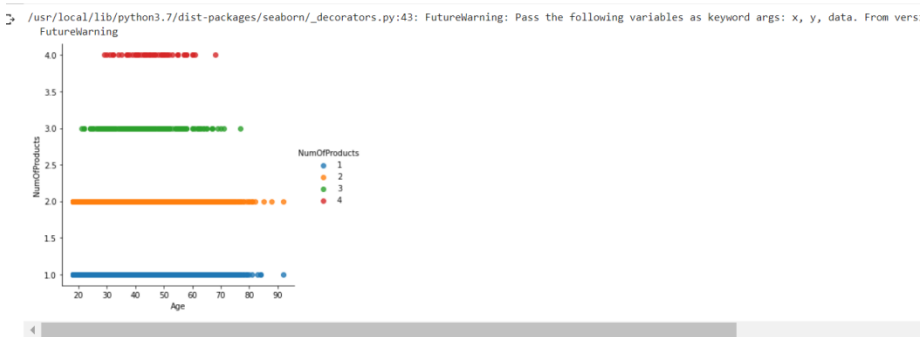 /usr/local/lib/python3.7/dist-packages/seaborn/_decorators.py:43: FutureWarning: Pass the following variables as keyword args: x, y, data. From versi
FutureWarning
4.0
3.5
3.0
2.5
2.0
1.5
1.0
NumOfProducts
20 30 40 50 60 70 80 90
Age
NumOfProducts
1
2
3
4